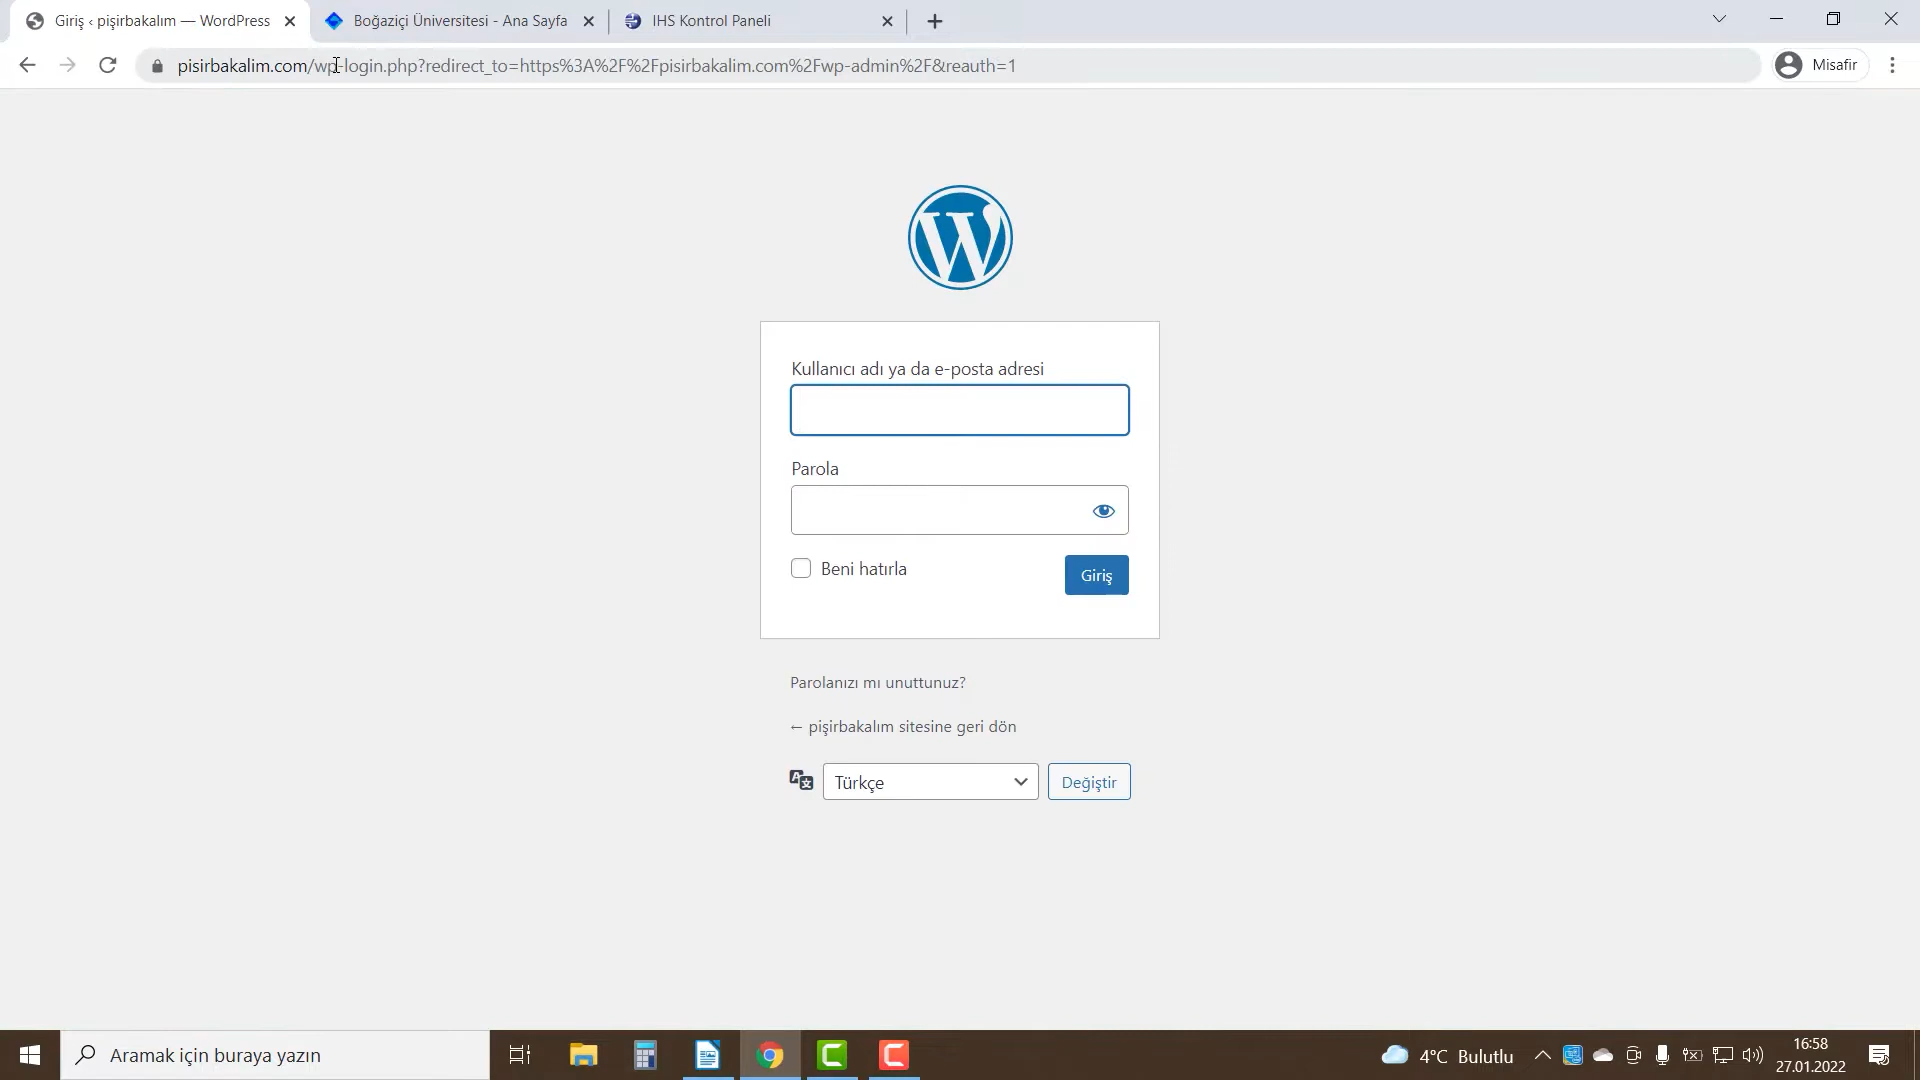 Giriş ‹ pişirbakalım — WordPress
Boğaziçi Üniversitesi - Ana Sayfa
IHS Kontrol Paneli
pisirbakalim.com/wp-login.php?redirect_to=https%3A%2F%2Fpisirbakalim.com%2Fwp-admin%2F&reauth=1
Misafir
Kullanıcı adı ya da e-posta adresi
Parola
Beni hatırla
Giriş
Parolanızı mı unuttunuz?
← pişirbakalım sitesine geri dön
Türkçe
Değiştir
Aramak için buraya yazın
4°C Bulutlu
16:58
27.01.2022